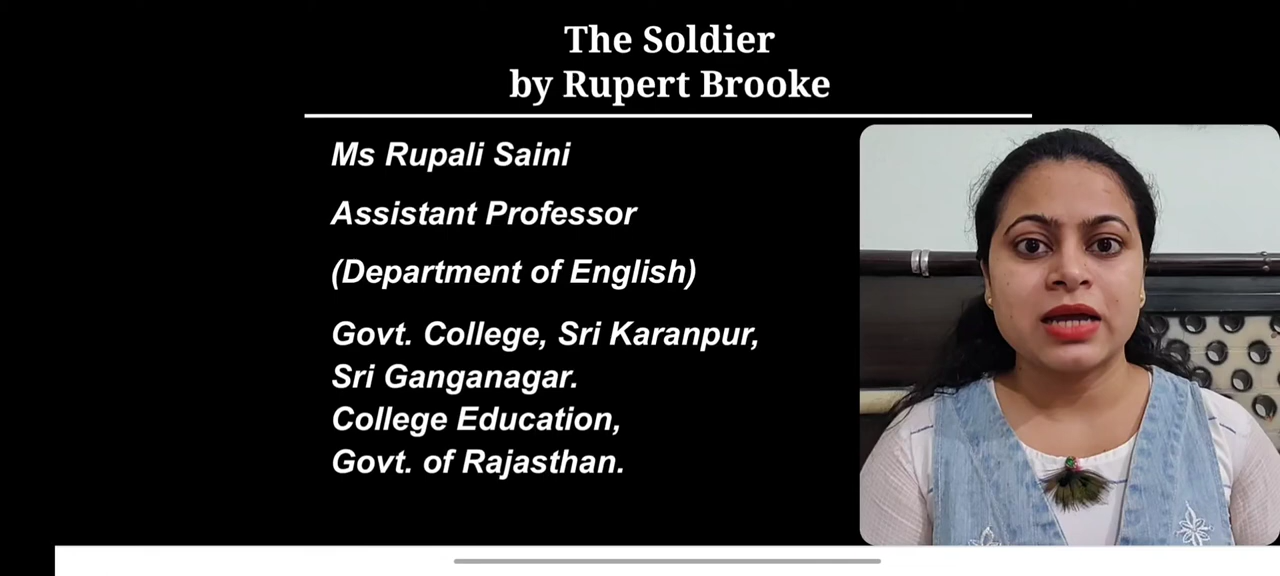 The Soldier
by Rupert Brooke
Ms Rupali Saini
Assistant Professor
(Department of English)
Govt. College, Sri Karanpur,
Sri Ganganagar.
College Education,
Govt. of Rajasthan.